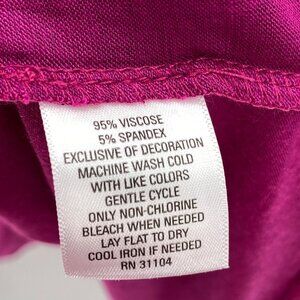 95% VISCOSE
5% SPANDEX
EXCLUSIVE OF DECORATION
MACHINE WASH COLD
WITH LIKE COLORS
GENTLE CYCLE
ONLY NON-CHLORINE
BLEACH WHEN NEEDED
LAY FLAT TO DRY
COOL IRON IF NEEDED
RN 31104